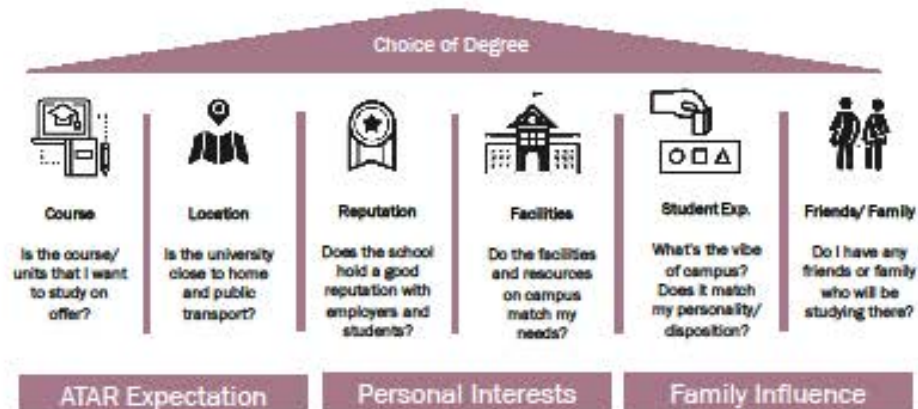 Choice of Degree
Course
Is the course/
units that I want
to study on
offer?
Location
Is the university
close to home
and public
transport?
Reputation
Does the school
hold a good
reputation with
employers and
students?
Facilities
Do the facilities
and resources
on campus
match my
needs?
Student Exp.
What's the vibe
of campus?
Does it match
my personality/
disposition?
Friends/ Family
Do I have any
friends or family
who will be
studying there?
ATAR Expectation
Personal Interests
Family Influence